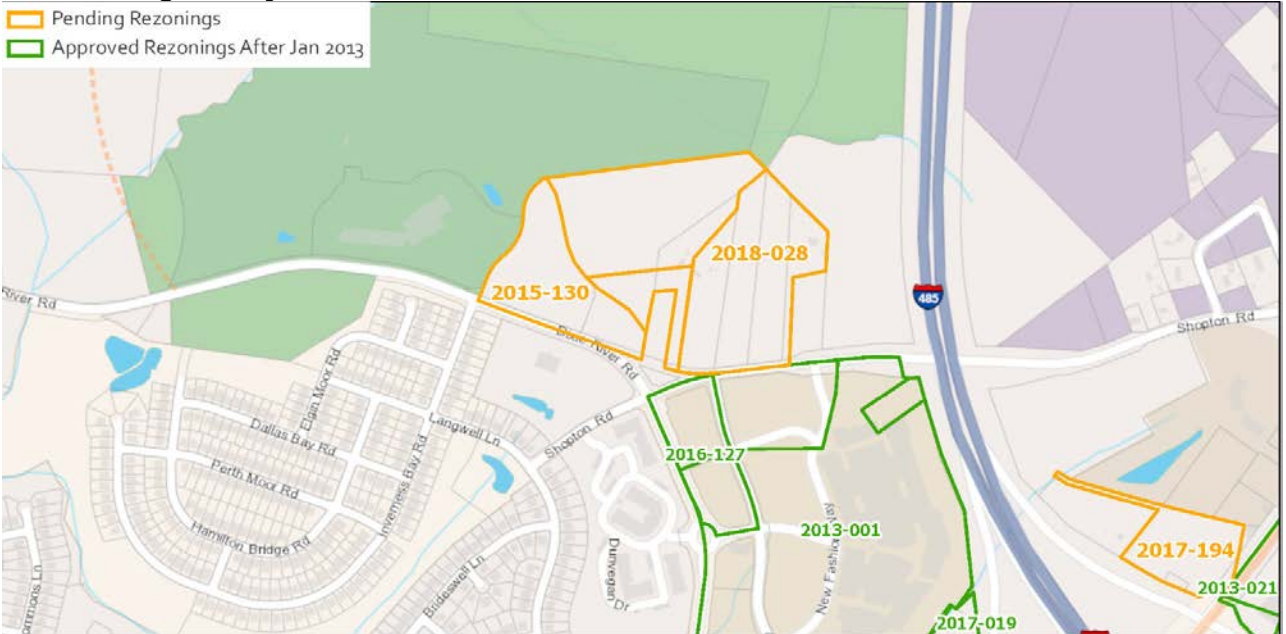 Pending Rezonings
Approved Rezonings After Jan 2013
River Rd
2015-130
2018-028
485
Shopton Rd
Dixie River Rd
Elgin Moor Rd
Dallas Bay Rd
Langwell Ln
Shopton Rd
Perth Moor Rd
Inverness Bay Rd
Hamilton Bridge Rd
Brideswell Ln
Dunvegan Dr
2016-127
2013-001
New Fashion Way
2017-194
2013-021
2017-019